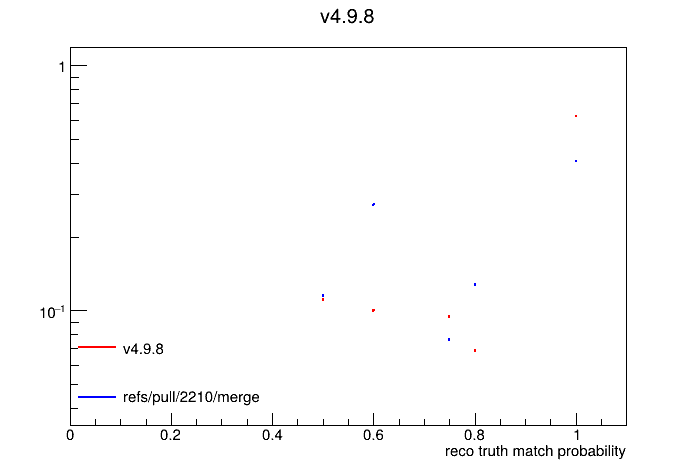 v4.9.8
1
10⁻¹
v4.9.8
refs/pull/2210/merge
0 0.2 0.4 0.6 0.8 1
reco truth match probability